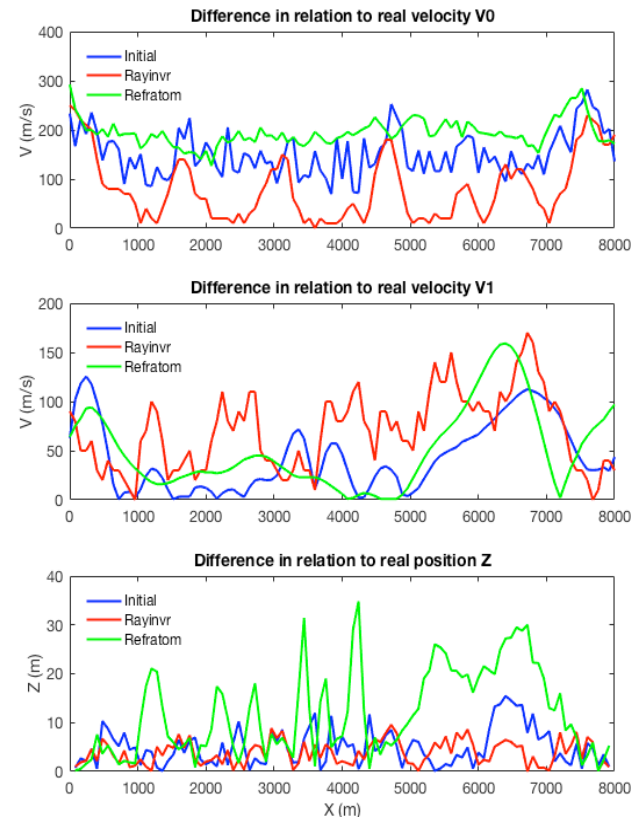 Difference in relation to real velocity V0
400
300
200
100
0
V (m/s)
Initial
Rayinvr
Refratom
0 1000 2000 3000 4000 5000 6000 7000 8000
Difference in relation to real velocity V1
200
150
100
50
0
V (m/s)
Initial
Rayinvr
Refratom
0 1000 2000 3000 4000 5000 6000 7000 8000
Difference in relation to real position Z
40
30
20
10
0
Z (m)
Initial
Rayinvr
Refratom
0 1000 2000 3000 4000 5000 6000 7000 8000
X (m)